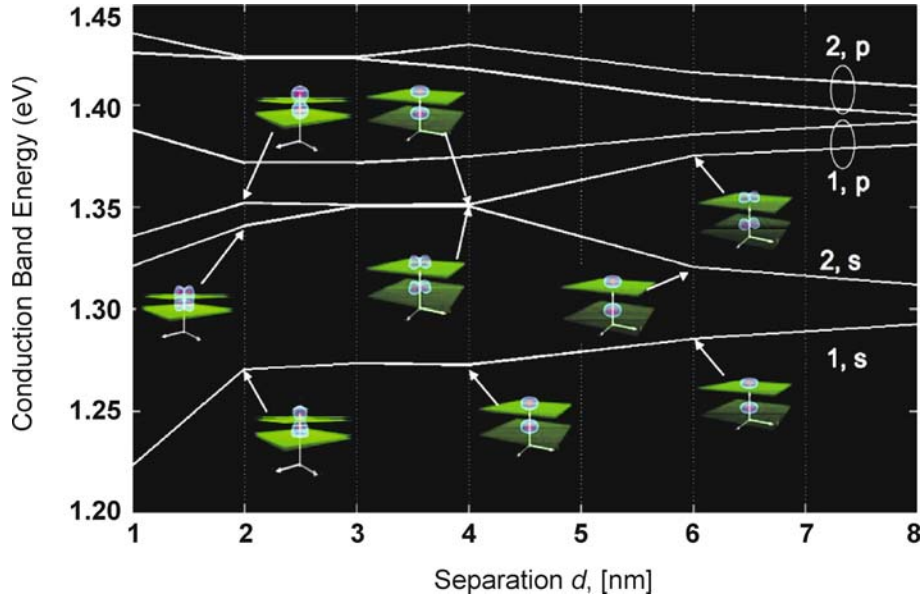 Conduction Band Energy (eV)
1.45
1.40
1.35
1.30
1.25
1.20
2, p
1, p
2, s
1, s
1 2 3 4 5 6 7 8
Separation d, [nm]